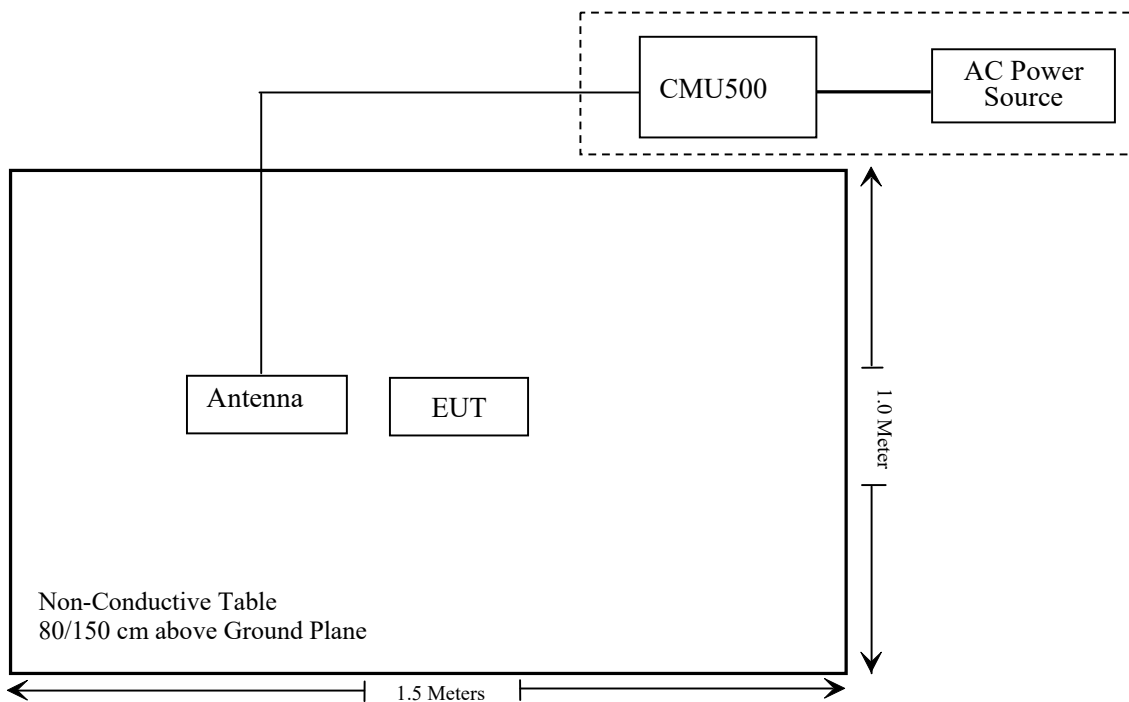 CMU500
AC Power
Source
Antenna
EUT
1.0 Meter
Non-Conductive Table
80/150 cm above Ground Plane
1.5 Meters